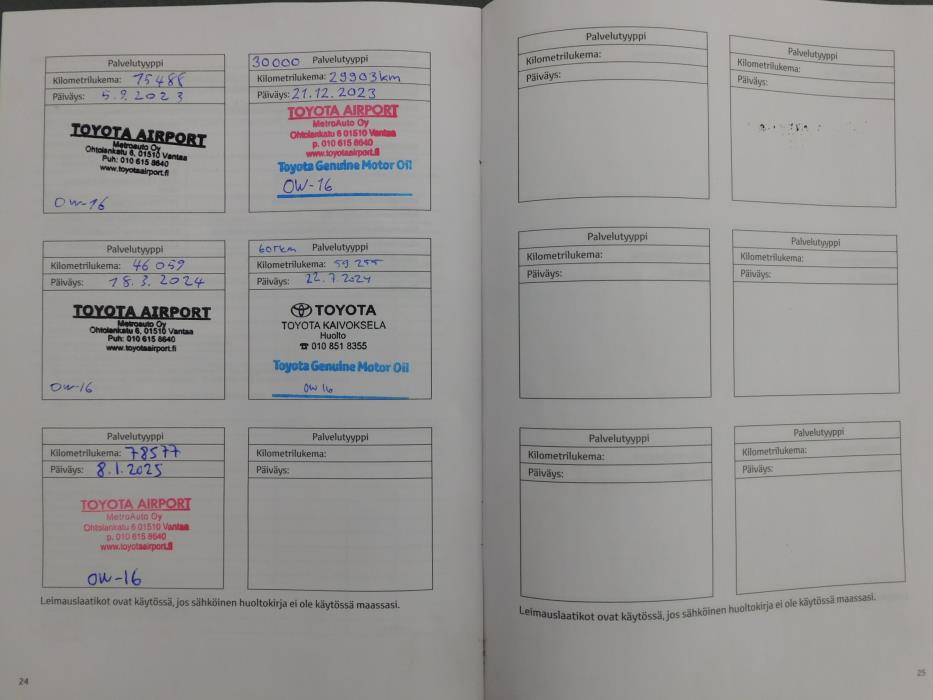 Palvelutyyppi
Kilometrilukema: 15488
Päiväys: 5.9.2023
TOYOTA AIRPORT
Metroauto Oy
Ohtolankatu 6, 01510 Vantaa
Puh: 010 615 8640
www.toyotaairport.fi
OW-16
30000 Palvelutyyppi
Kilometrilukema: 29903km
Päiväys: 21.12.2023
TOYOTA AIRPORT
MetroAuto Oy
Ohtolankatu 6 01510 Vantaa
p. 010 615 8640
www.toyotaairport.fi
Toyota Genuine Motor Oil
OW-16
Palvelutyyppi
Kilometrilukema: 46 059
Päiväys: 18.3.2024
TOYOTA AIRPORT
Metroauto Oy
Ohtolankatu 6, 01510 Vantaa
Puh: 010 615 8640
www.toyotaairport.fi
OW-16
60Tkm Palvelutyyppi
Kilometrilukema: 59 255
Päiväys: 22.7.2024
TOYOTA
TOYOTA KAIVOKSELA
Huolto
☎ 010 851 8355
Toyota Genuine Motor Oil
OW 16
Palvelutyyppi
Kilometrilukema: 78577
Päiväys: 8.1.2025
TOYOTA AIRPORT
MetroAuto Oy
Ohtolankatu 6 01510 Vantaa
p. 010 615 8640
www.toyotaairport.fi
OW-16
Palvelutyyppi
Kilometrilukema:
Päiväys:
Leimauslaatikot ovat käytössä, jos sähköinen huoltokirja ei ole käytössä maassasi.
24
Palvelutyyppi
Kilometrilukema:
Päiväys:
Palvelutyyppi
Kilometrilukema:
Päiväys:
Palvelutyyppi
Kilometrilukema:
Päiväys:
Palvelutyyppi
Kilometrilukema:
Päiväys:
Palvelutyyppi
Kilometrilukema:
Päiväys:
Palvelutyyppi
Kilometrilukema:
Päiväys:
Leimauslaatikot ovat käytössä, jos sähköinen huoltokirja ei ole käytössä maassasi.
25